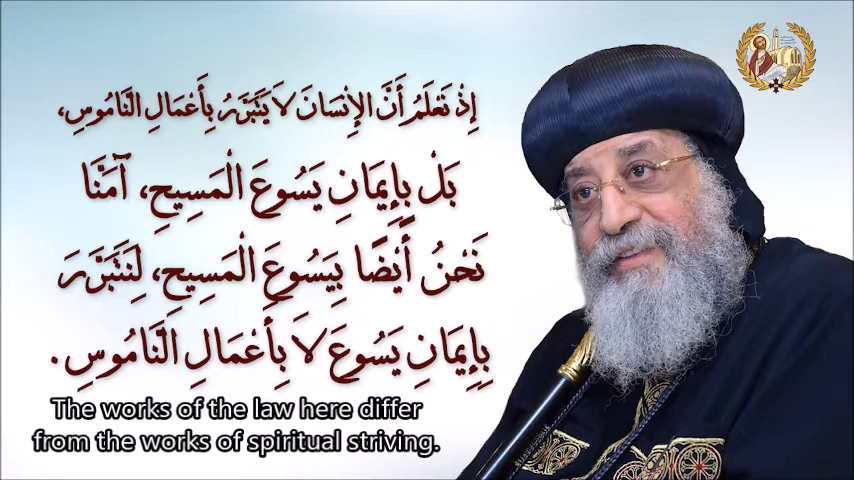 إِذْ نَعْلَمُ أَنَّ الإِنْسَانَ لاَ يَتَبَرَّرُ بِأَعْمَالِ النَّامُوسِ،
بَلْ بِإِيمَانِ يَسُوعَ الْمَسِيحِ، آمَنَّا
نَحْنُ أَيْضًا بِيَسُوعَ الْمَسِيحِ، لِنَتَبَرَّرَ
بِإِيمَانِ يَسُوعَ لاَ بِأَعْمَالِ النَّامُوسِ.
The works of the law here differ
from the works of spiritual striving.